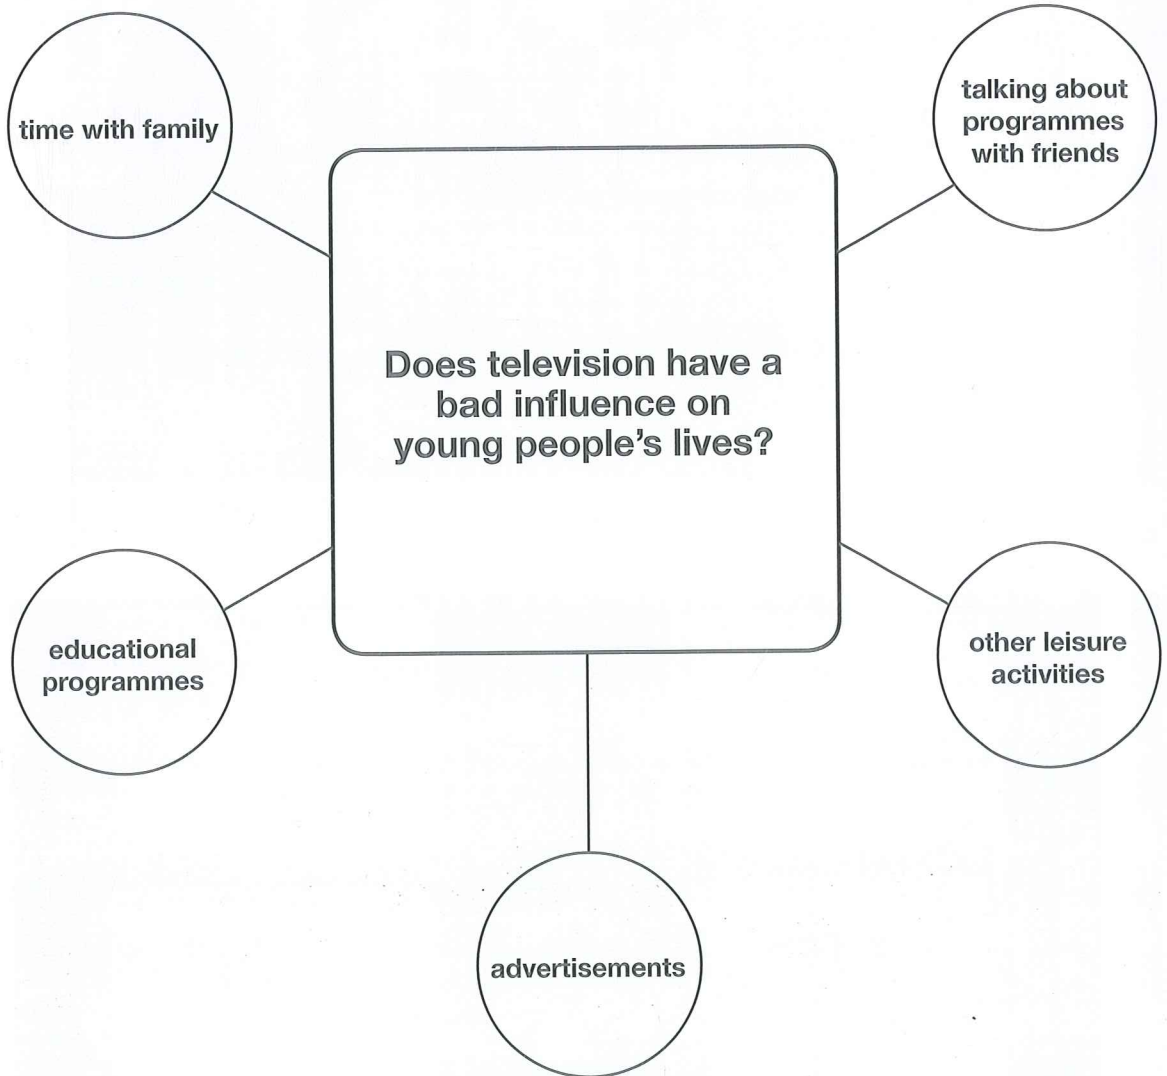 time with family
talking about
programmes
with friends
Does television have a
bad influence on
young people's lives?
educational
programmes
other leisure
activities
advertisements